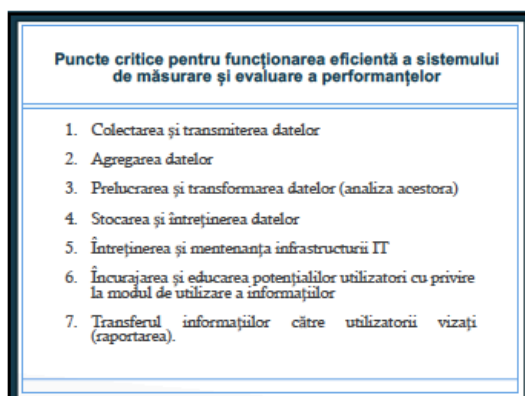 Puncte critice pentru funcționarea eficientă a sistemului
de măsurare și evaluare a performanțelor
1. Colectarea și transmiterea datelor
2. Agregarea datelor
3. Prelucrarea și transformarea datelor (analiza acestora)
4. Stocarea și întreținerea datelor
5. Întreținerea și mentenanța infrastructurii IT
6. Încurajarea și educarea potențialilor utilizatori cu privire
la modul de utilizare a informațiilor
7. Transferul informațiilor către utilizatorii vizați
(raportarea).